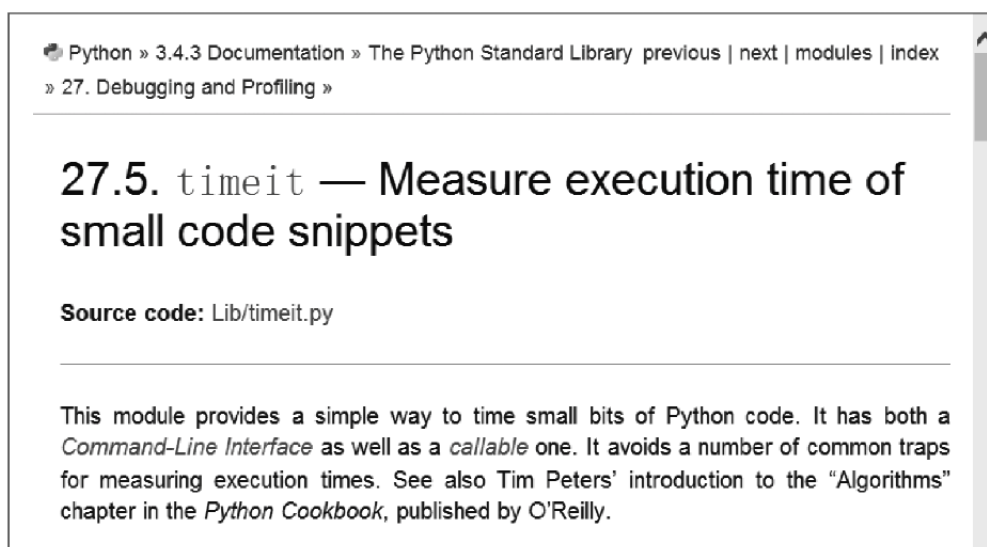 Python » 3.4.3 Documentation » The Python Standard Library previous | next | modules | index
» 27. Debugging and Profiling »
27.5. timeit — Measure execution time of
small code snippets
Source code: Lib/timeit.py
This module provides a simple way to time small bits of Python code. It has both a
Command-Line Interface as well as a callable one. It avoids a number of common traps
for measuring execution times. See also Tim Peters’ introduction to the “Algorithms”
chapter in the Python Cookbook, published by O’Reilly.